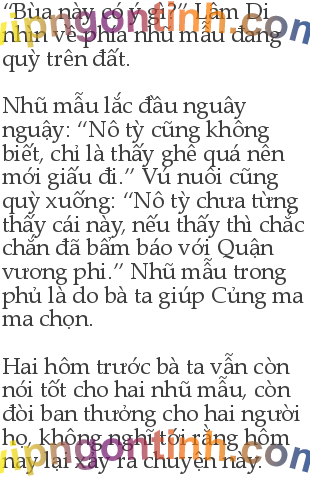 “Bùa này có ý gì?” Lâm Di
nhìn về phía nhũ mẫu đang
quỳ trên đất.
Nhũ mẫu lắc đầu nguây
nguậy: “Nô tỳ cũng không
biết, chỉ là thấy ghê quá nên
mới giấu đi.” Vú nuôi cũng
quỳ xuống: “Nô tỳ chưa từng
thấy cái này, nếu thấy thì chắc
chắn đã bẩm báo với Quận
vương phi.” Nhũ mẫu trong
phủ là do bà ta giúp Củng ma
ma chọn.
Hai hôm trước bà ta vẫn còn
nói tốt cho hai nhũ mẫu, còn
đòi ban thưởng cho hai người
họ, không nghĩ tới rằng hôm
nay lại xảy ra chuyện này.
vipngontinh.com
vipngontinh.com